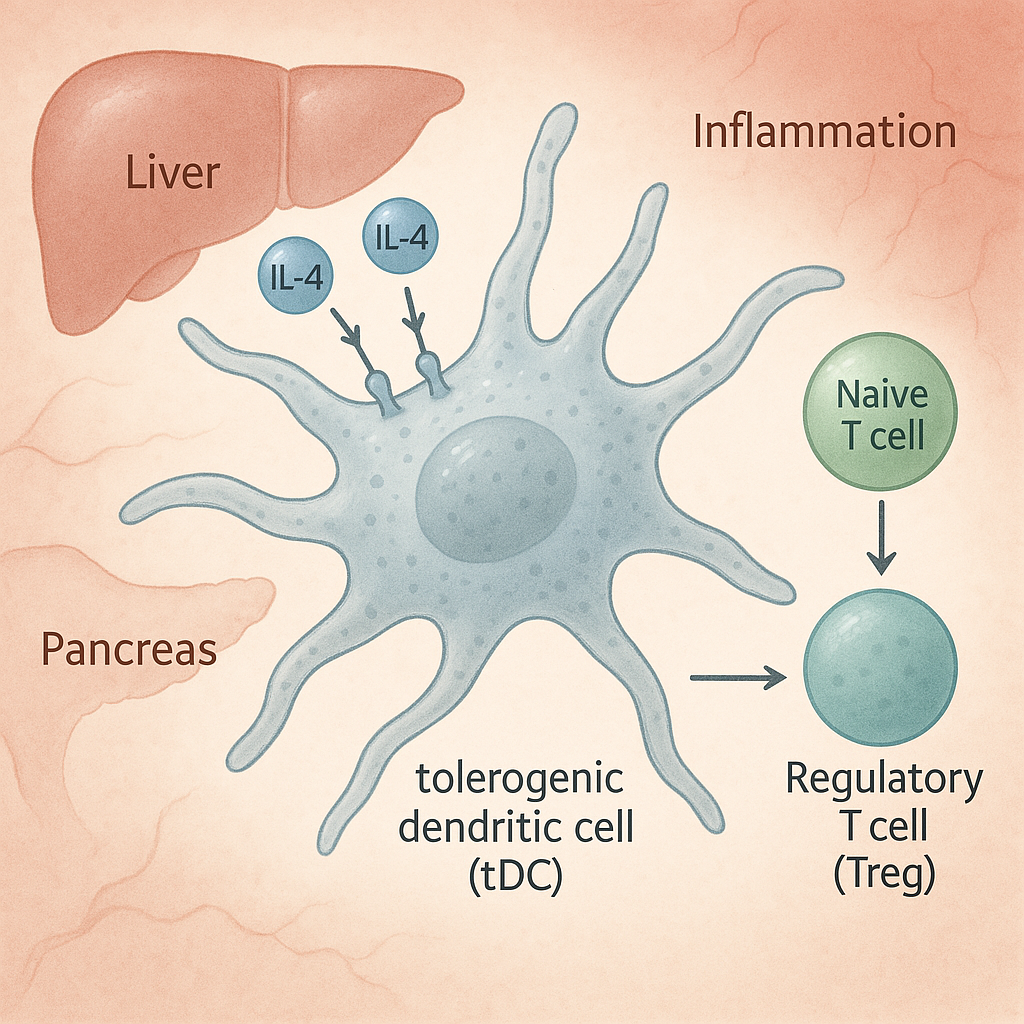 Liver
Inflammation
IL-4
IL-4
Naive
T cell
Pancreas
tolerogenic
dendritic cell
(tDC)
Regulatory
T cell
(Treg)